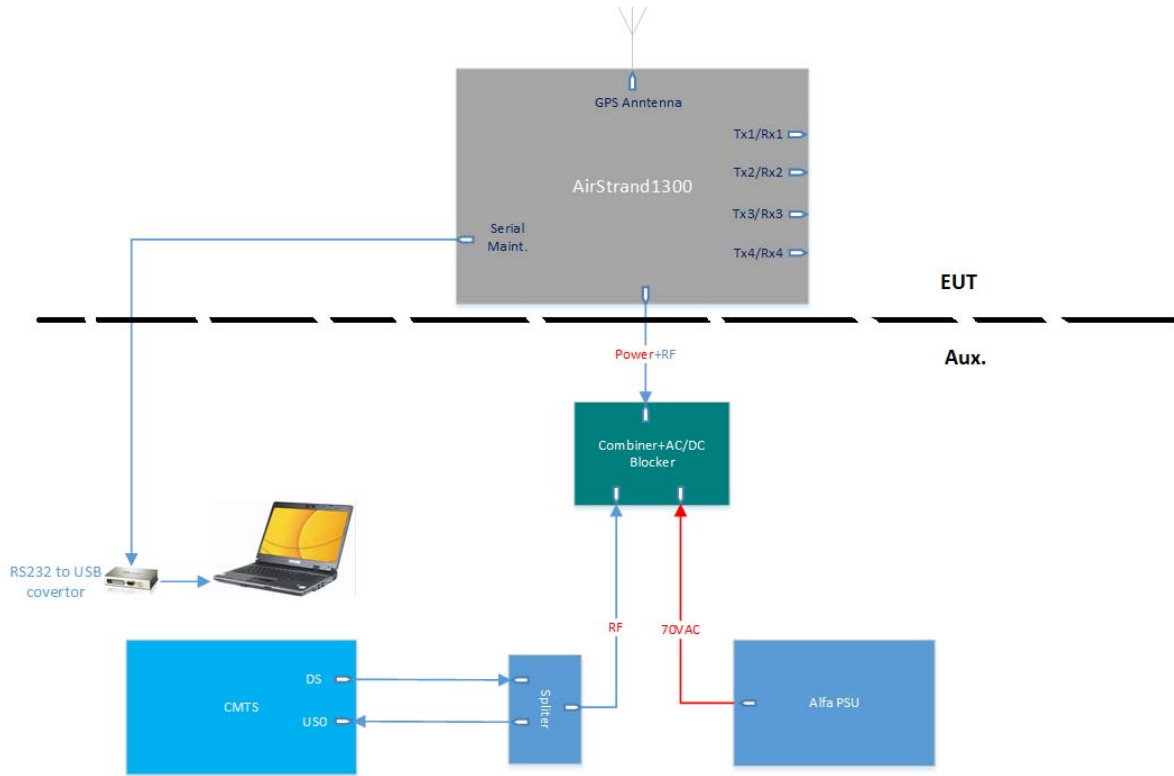 GPS Anntenna
Tx1/Rx1
AirStrand1300
Tx2/Rx2
Tx3/Rx3
Serial
Maint.
Tx4/Rx4
EUT
Power+RF
Aux.
Combiner+AC/DC
Blocker
RS232 to USB
covertor
RF
70VAC
DS
CMTS
US0
Spliter
Alfa PSU